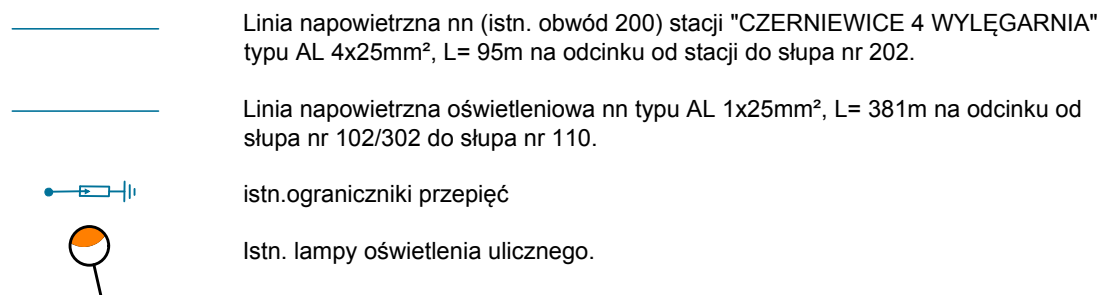 Linia napowietrzna nn (istn. obwód 200) stacji "CZERNIEWICE 4 WYLĘGARNIA"
typu AL 4x25mm², L= 95m na odcinku od stacji do słupa nr 202.
Linia napowietrzna oświetleniowa nn typu AL 1x25mm², L= 381m na odcinku od
słupa nr 102/302 do słupa nr 110.
istn.ograniczniki przepięć
Istn. lampy oświetlenia ulicznego.